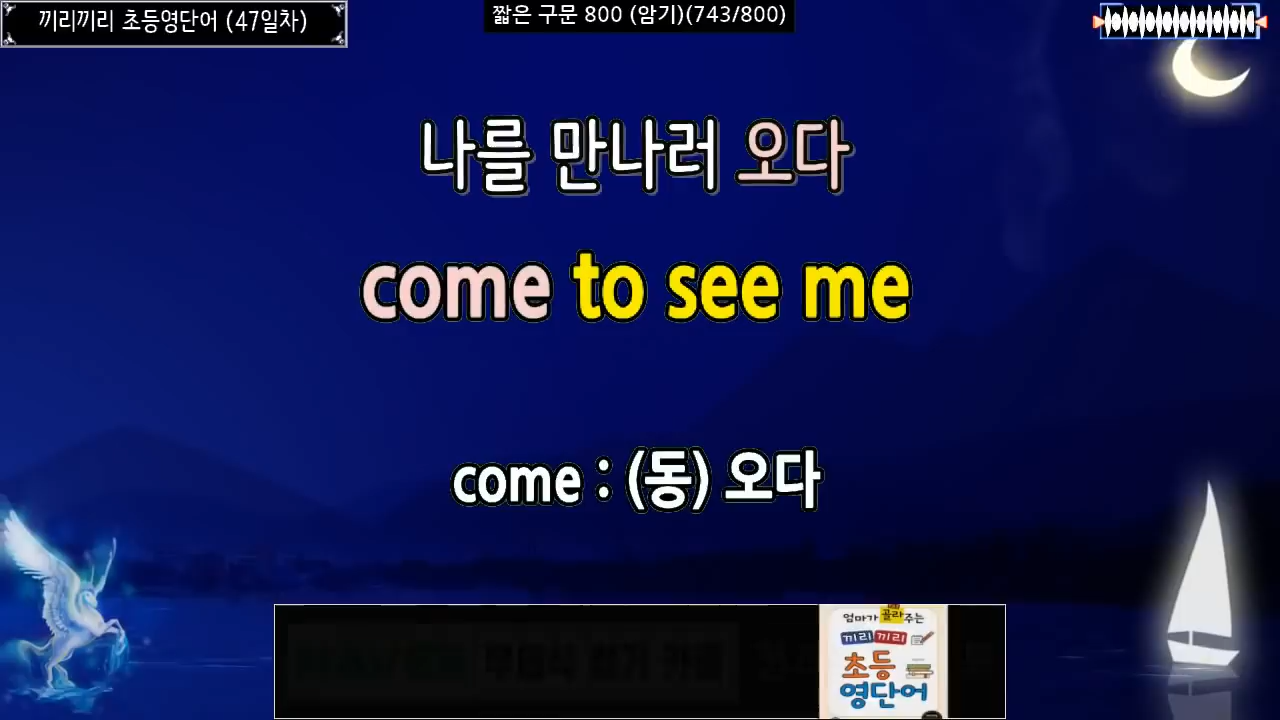 끼리끼리 초등영단어 (47일차)
짧은 구문 800 (암기)(743/800)
나를 만나러 오다
come to see me
come : (동) 오다
엄마가 골라주는
끼리끼리
초등
영단어